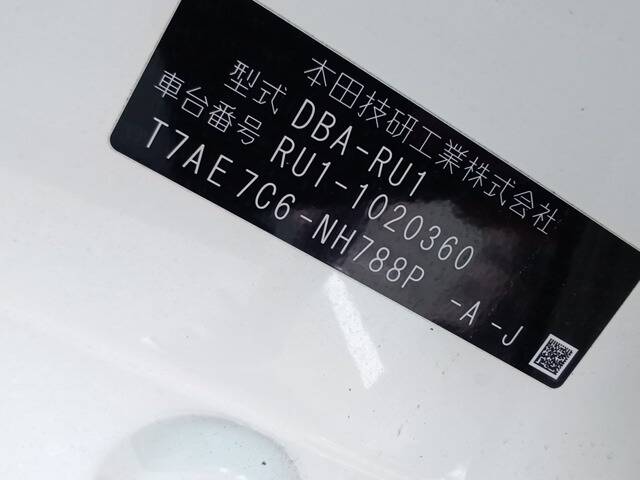 本田技研工業株式会社
型式 DBA-RU1
車台番号 RU1-1020360
T7AE 7C6-NH788P -A -J